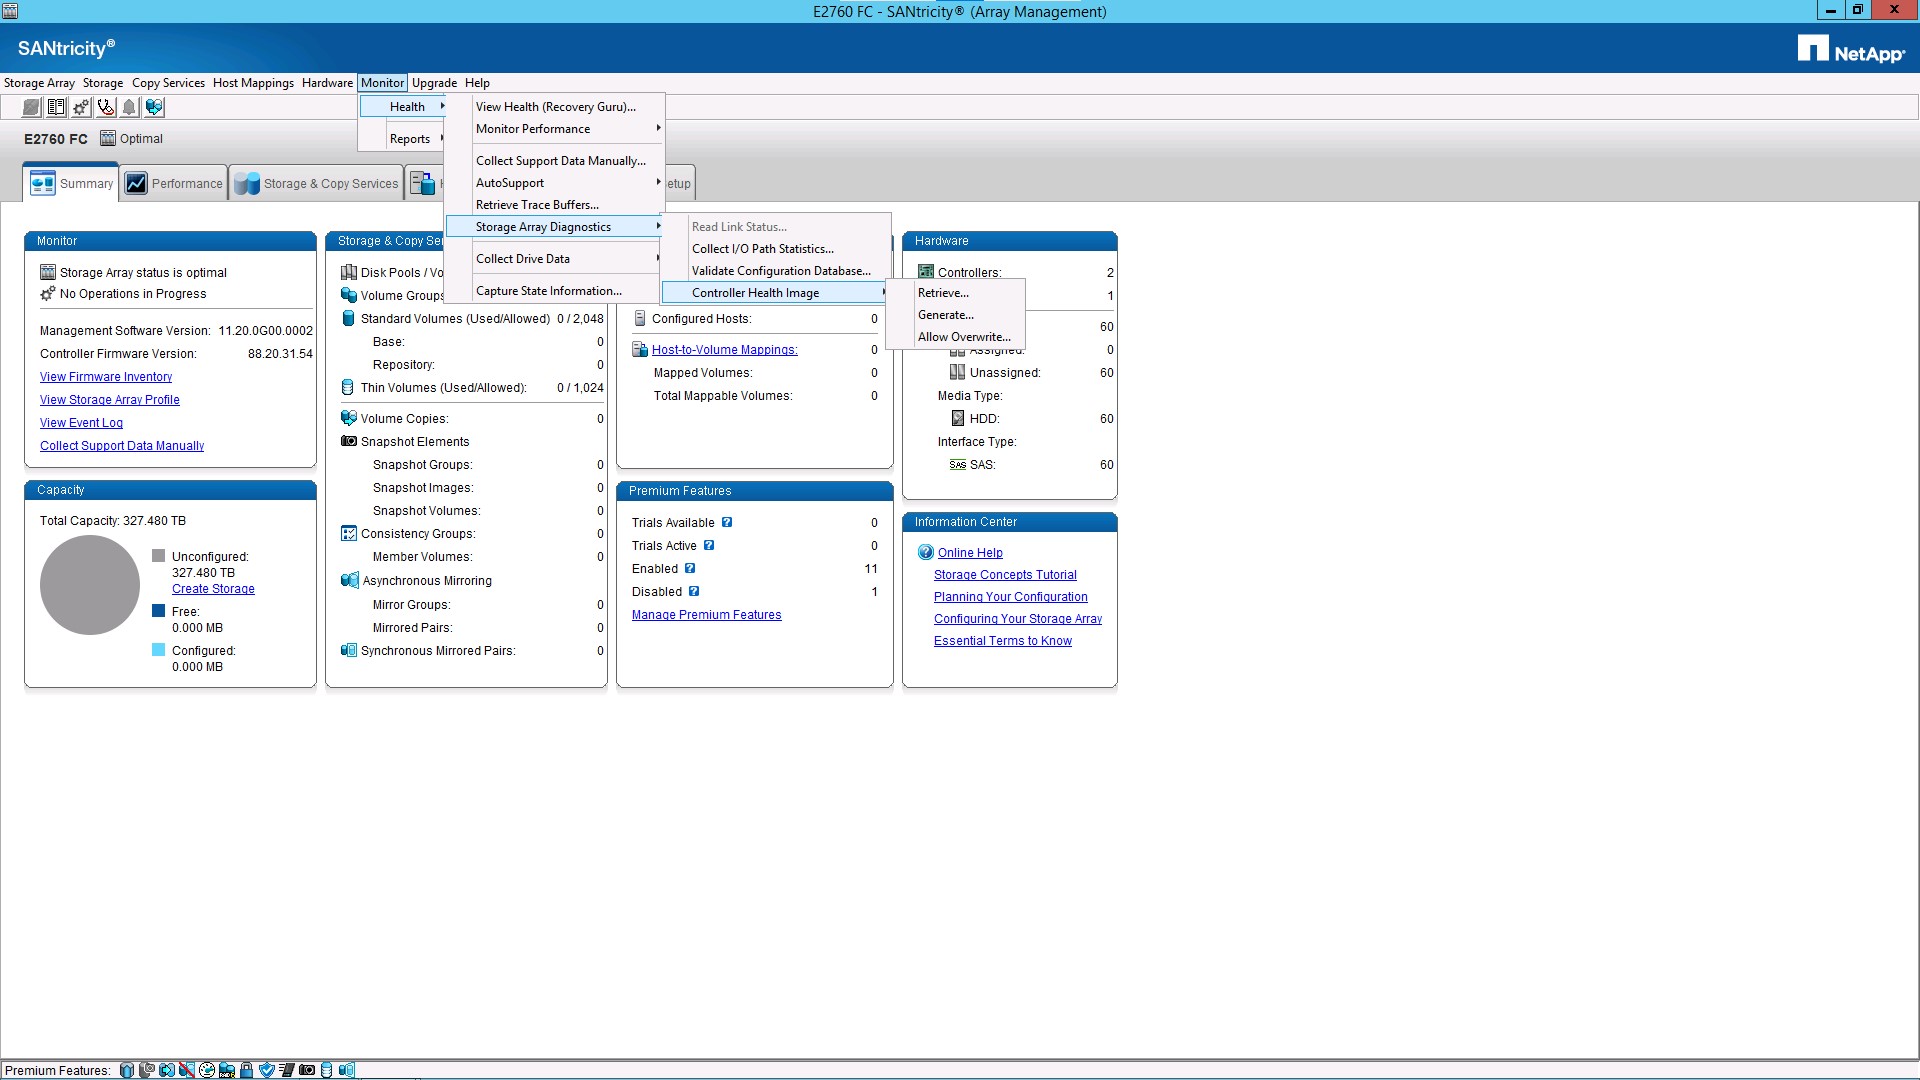 E2760 FC - SANtricity® (Array Management)
SANtricity®
NetApp®
Storage Array Storage Copy Services Host Mappings Hardware Monitor Upgrade Help
E2760 FC Optimal
Health
Reports
View Health (Recovery Guru)...
Monitor Performance
Collect Support Data Manually...
AutoSupport
Retrieve Trace Buffers...
Storage Array Diagnostics
Collect Drive Data
Capture State Information...
Read Link Status...
Collect I/O Path Statistics...
Validate Configuration Database...
Controller Health Image
Retrieve...
Generate...
Allow Overwrite...
Summary Performance Storage & Copy Services
Monitor
Storage Array status is optimal
No Operations in Progress
Management Software Version: 11.20.0G00.0002
Controller Firmware Version: 88.20.31.54
View Firmware Inventory
View Storage Array Profile
View Event Log
Collect Support Data Manually
Capacity
Total Capacity: 327.480 TB
Unconfigured:
327.480 TB
Create Storage
Free:
0.000 MB
Configured:
0.000 MB
Storage & Copy
Disk Pools /
Volume Groups
Standard Volumes (Used/Allowed) 0 / 2,048
Base: 0
Repository: 0
Thin Volumes (Used/Allowed): 0 / 1,024
Volume Copies: 0
Snapshot Elements
Snapshot Groups: 0
Snapshot Images: 0
Snapshot Volumes: 0
Consistency Groups: 0
Member Volumes: 0
Asynchronous Mirroring
Mirror Groups: 0
Mirrored Pairs: 0
Synchronous Mirrored Pairs: 0
Configured Hosts: 0
Host-to-Volume Mappings: 0
Mapped Volumes: 0
Total Mappable Volumes: 0
Premium Features
Trials Available ? 0
Trials Active ? 0
Enabled ? 11
Disabled ? 1
Manage Premium Features
Hardware
Controllers: 2
1
60
Assigned: 0
Unassigned: 60
Media Type:
HDD: 60
Interface Type:
SAS SAS: 60
Information Center
Online Help
Storage Concepts Tutorial
Planning Your Configuration
Configuring Your Storage Array
Essential Terms to Know
Premium Features: